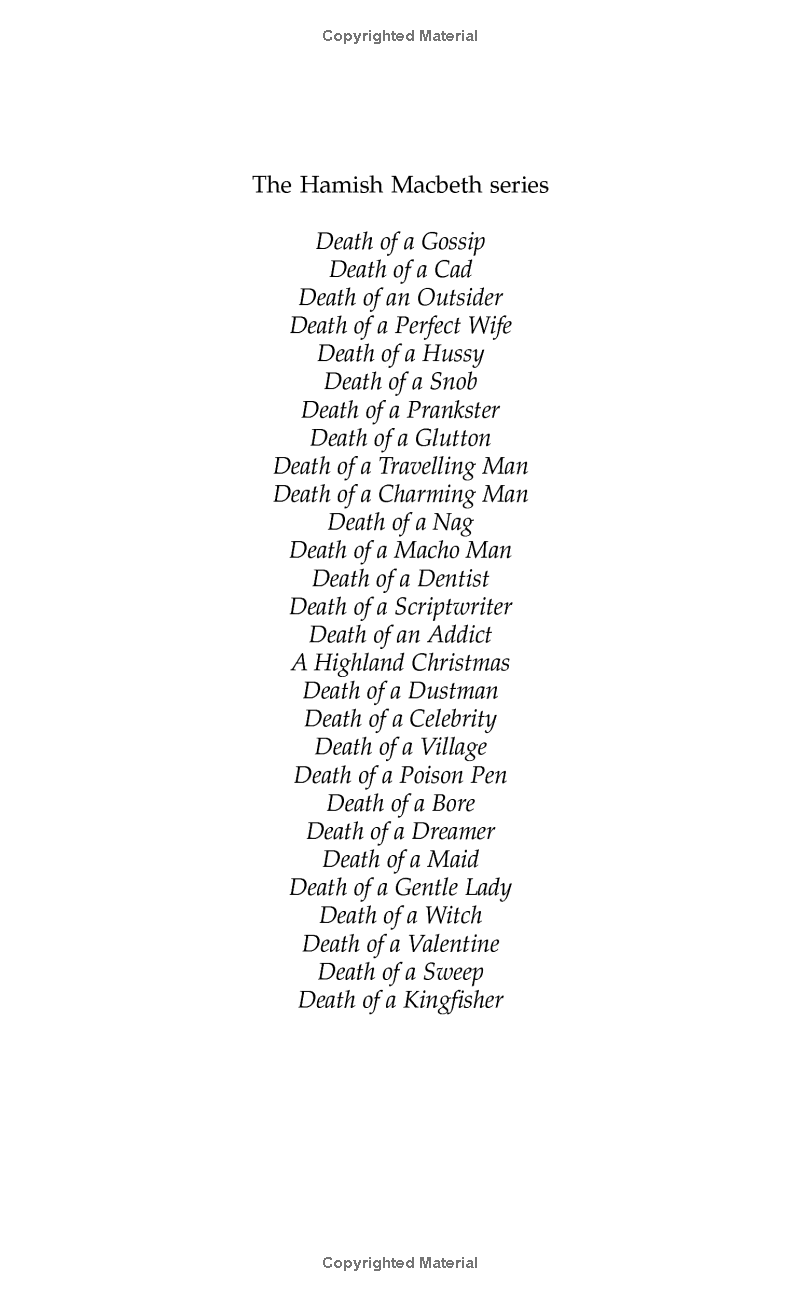 Copyrighted Material
The Hamish Macbeth series
Death of a Gossip
Death of a Cad
Death of an Outsider
Death of a Perfect Wife
Death of a Hussy
Death of a Snob
Death of a Prankster
Death of a Glutton
Death of a Travelling Man
Death of a Charming Man
Death of a Nag
Death of a Macho Man
Death of a Dentist
Death of a Scriptwriter
Death of an Addict
A Highland Christmas
Death of a Dustman
Death of a Celebrity
Death of a Village
Death of a Poison Pen
Death of a Bore
Death of a Dreamer
Death of a Maid
Death of a Gentle Lady
Death of a Witch
Death of a Valentine
Death of a Sweep
Death of a Kingfisher
Copyrighted Material